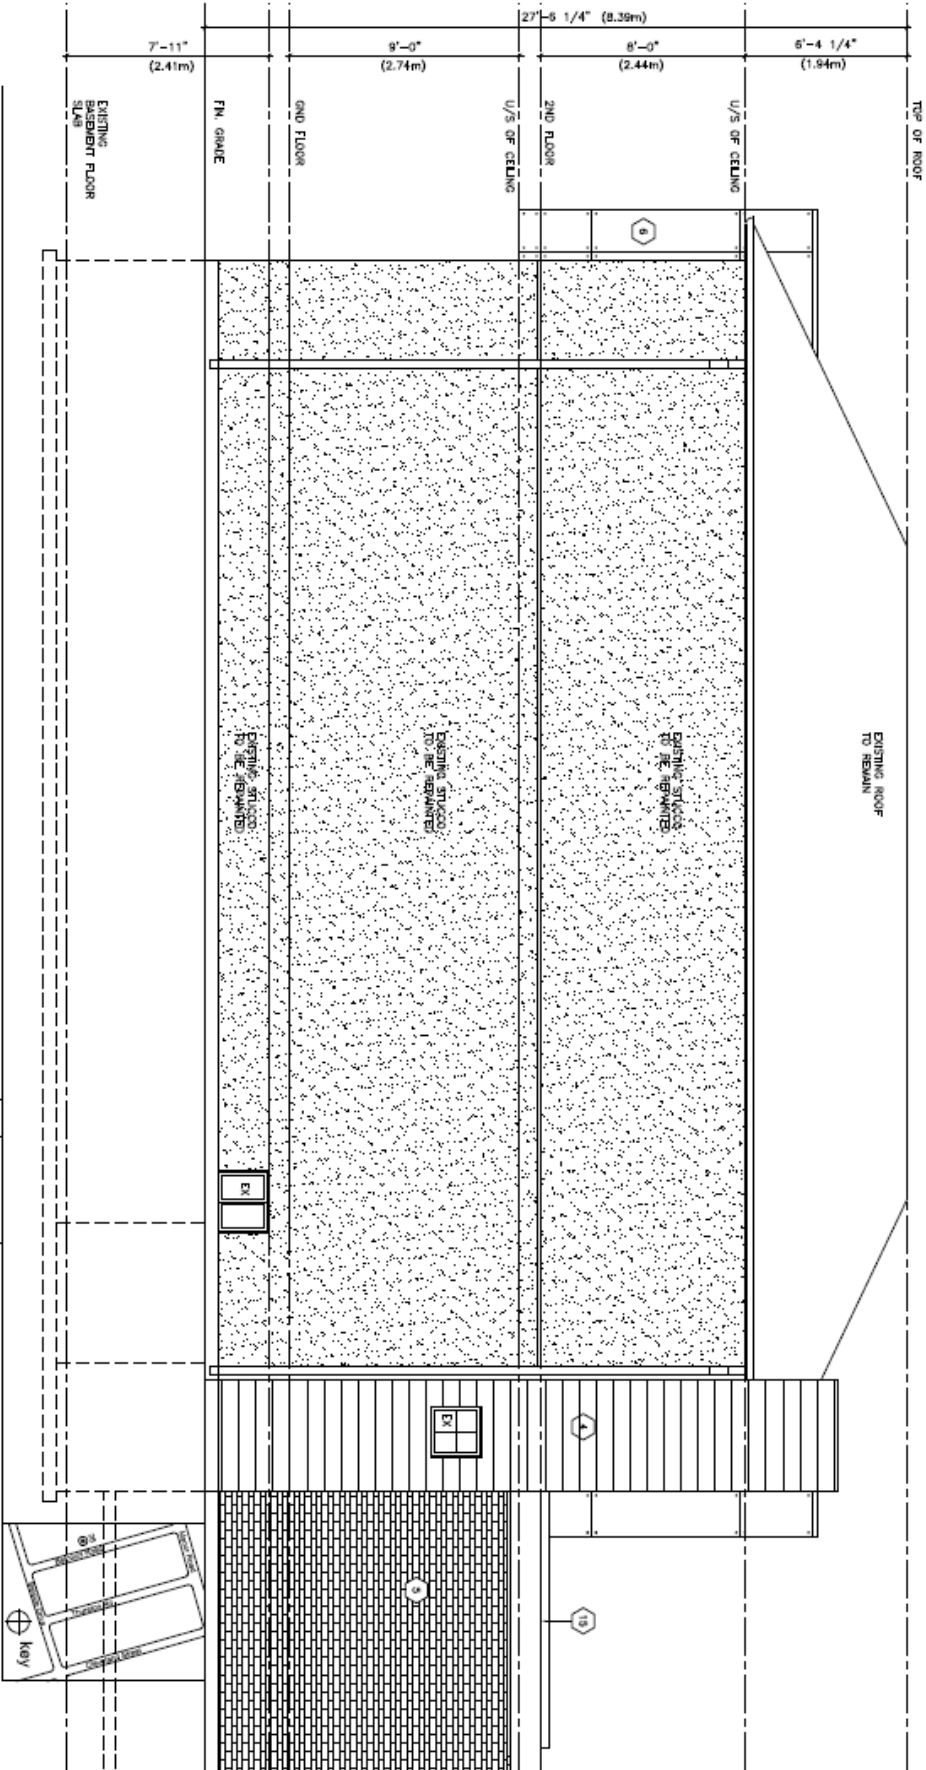 27'-6 1/4" (8.39m)
7'-11"
(2.41m)
9'-0"
(2.74m)
8'-0"
(2.44m)
6'-4 1/4"
(1.94m)
TOP OF ROOF
U/S OF CEILING
2ND FLOOR
U/S OF CEILING
GND FLOOR
FIN. GRADE
EXISTING
BASEMENT FLOOR
SLAB
6
EXISTING ROOF
TO REMAIN
EXISTING STUCCO
TO BE REPAINTED
EXISTING STUCCO
TO BE REPAINTED
EXISTING STUCCO
TO BE REPAINTED
EX
EX
4
5
15
key